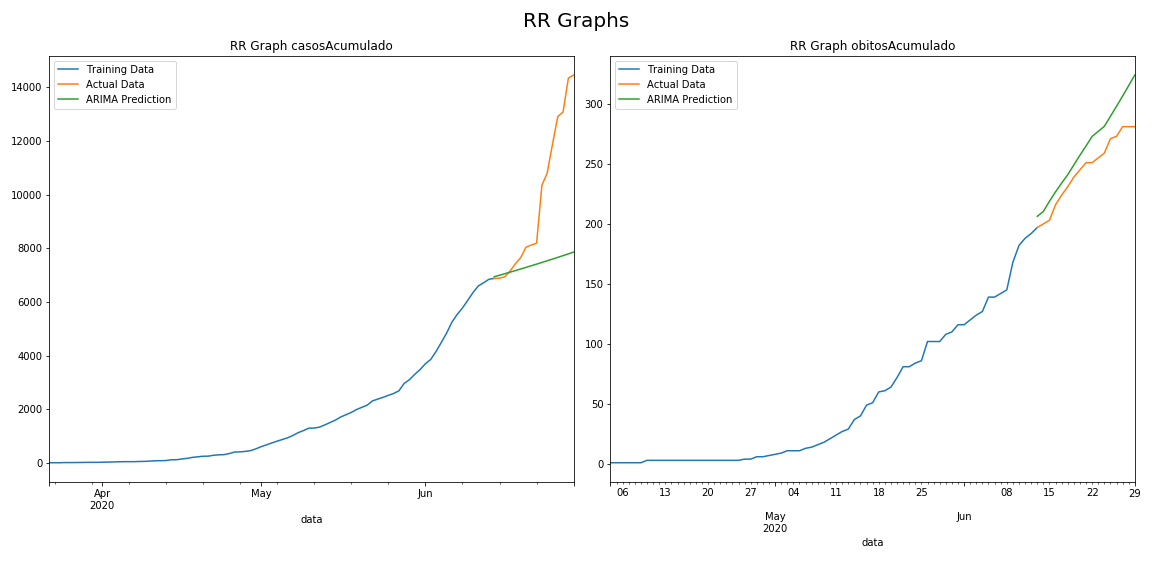 RR Graphs
RR Graph casosAcumulado
Training Data
Actual Data
ARIMA Prediction
14000
12000
10000
8000
6000
4000
2000
0
Apr
2020
May
Jun
data
RR Graph obitosAcumulado
Training Data
Actual Data
ARIMA Prediction
300
250
200
150
100
50
0
06 13 20 27 04 11 18 25 08 15 22 29
May
2020
Jun
data